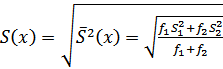 S(x) = √S̄²(x) = √((f₁S₁² + f₂S₂²)/(f₁ + f₂))